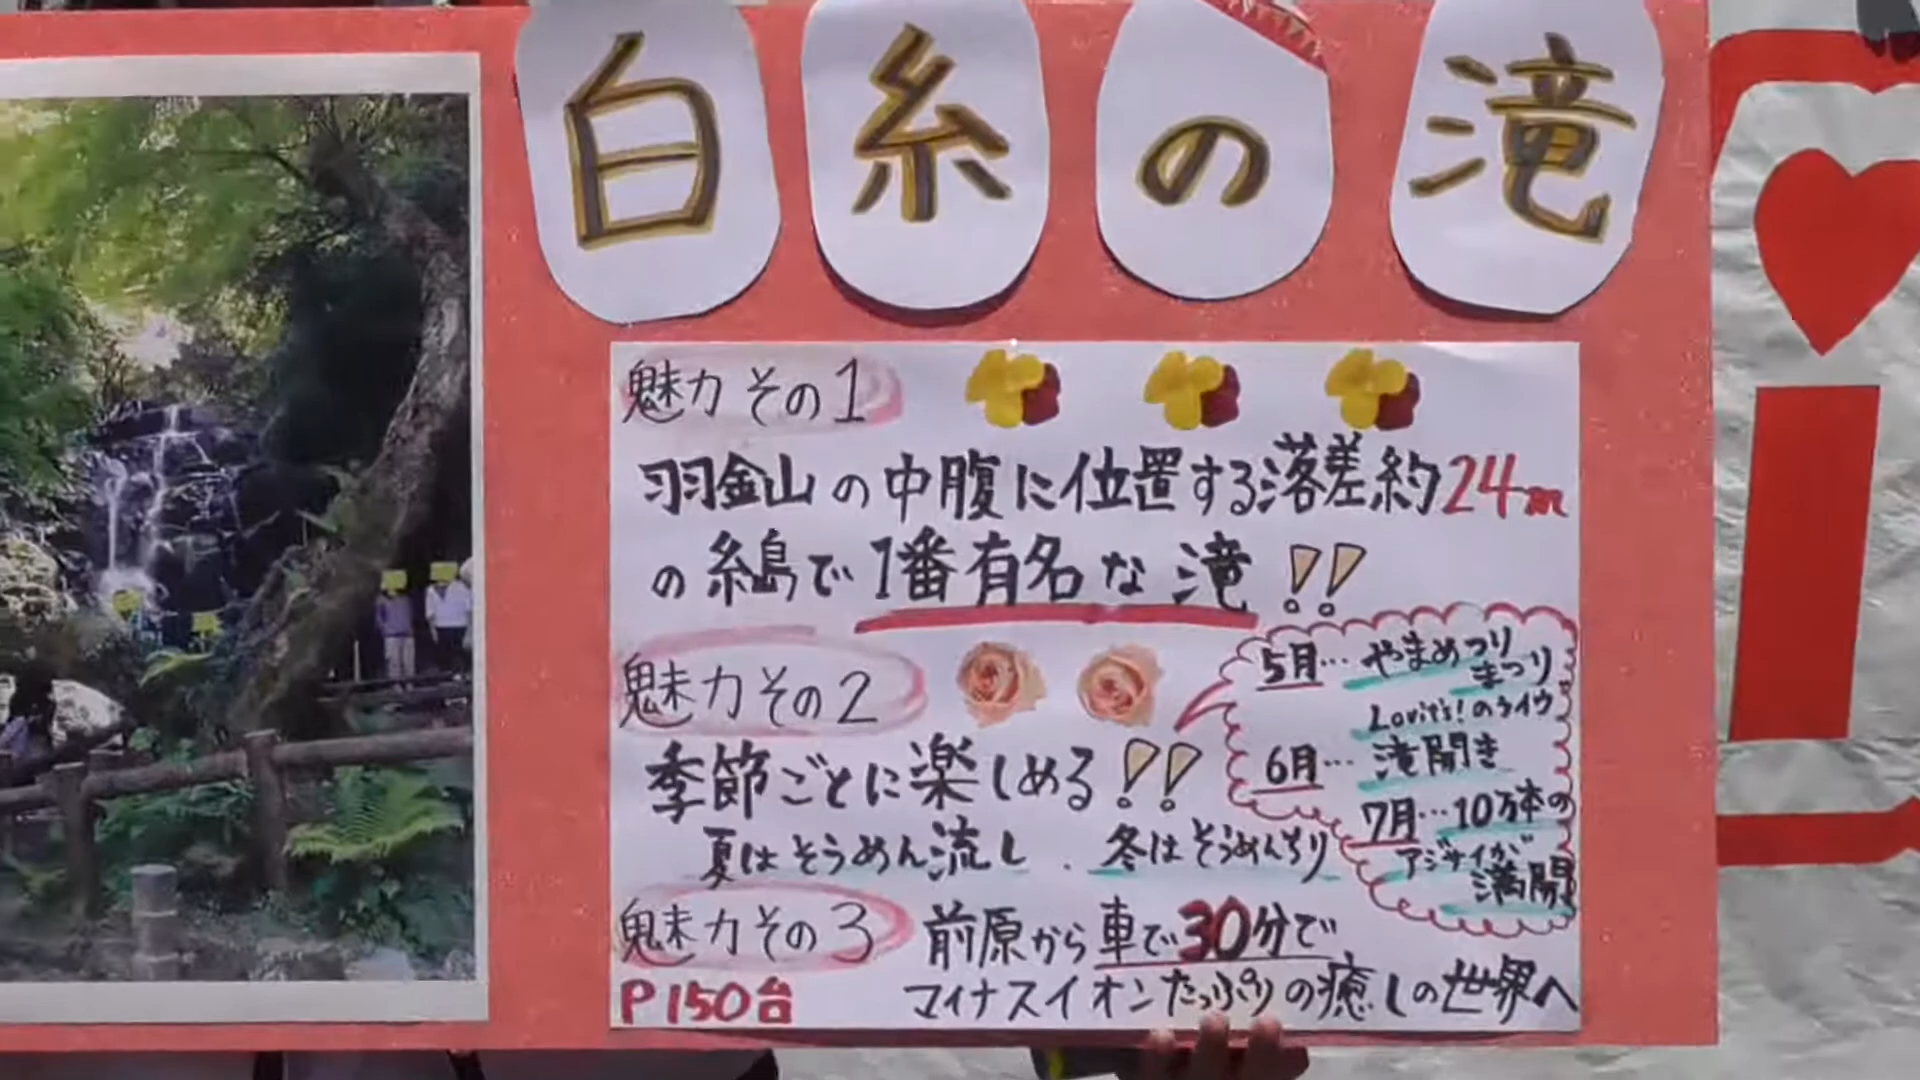 白糸の滝
魅力その1
羽金山の中腹に位置する落差約24m
の糸島で1番有名な滝!!
魅力その2
季節ごとに楽しめる!!
夏はそうめん流し、冬はそうめんちり
5月…やまめつり
まつり
Lovit's!のライヴ
6月…滝開き
7月…10万本の
アジサイが
満開
魅力その3 前原から車で30分で
P150台 マイナスイオンたっぷりの癒しの世界へ